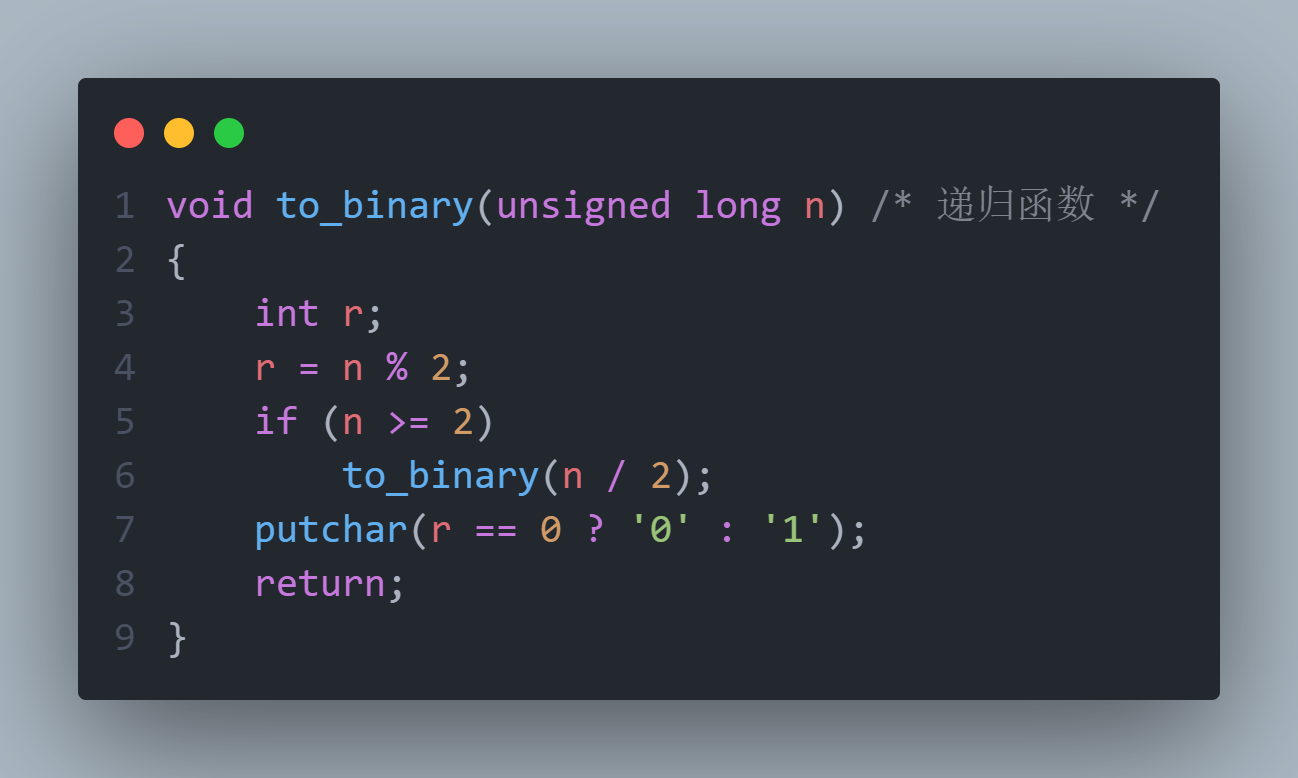 1 void to_binary(unsigned long n) /* 递归函数 */
2 {
3     int r;
4     r = n % 2;
5     if (n >= 2)
6         to_binary(n / 2);
7     putchar(r == 0 ? '0' : '1');
8     return;
9 }